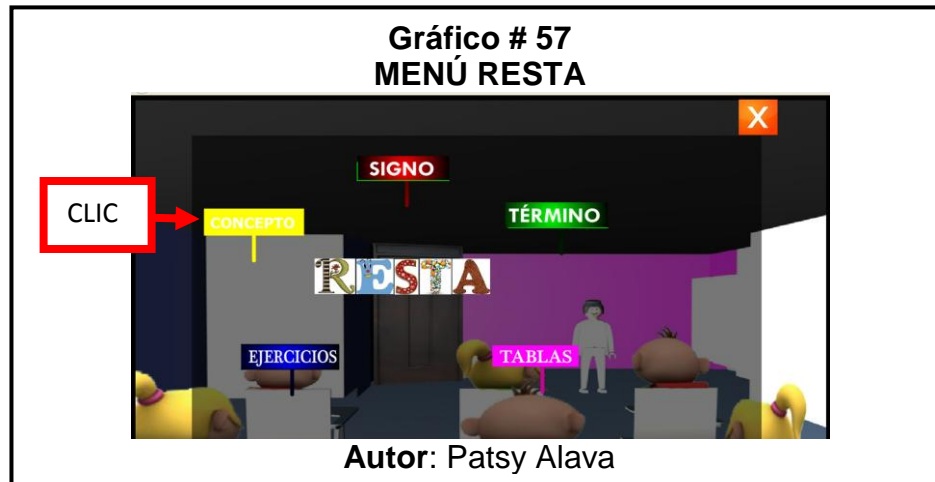 Gráfico # 57
MENÚ RESTA
X
SIGNO
CLIC
CONCEPTO
TÉRMINO
RESTA
EJERCICIOS
TABLAS
Autor: Patsy Alava